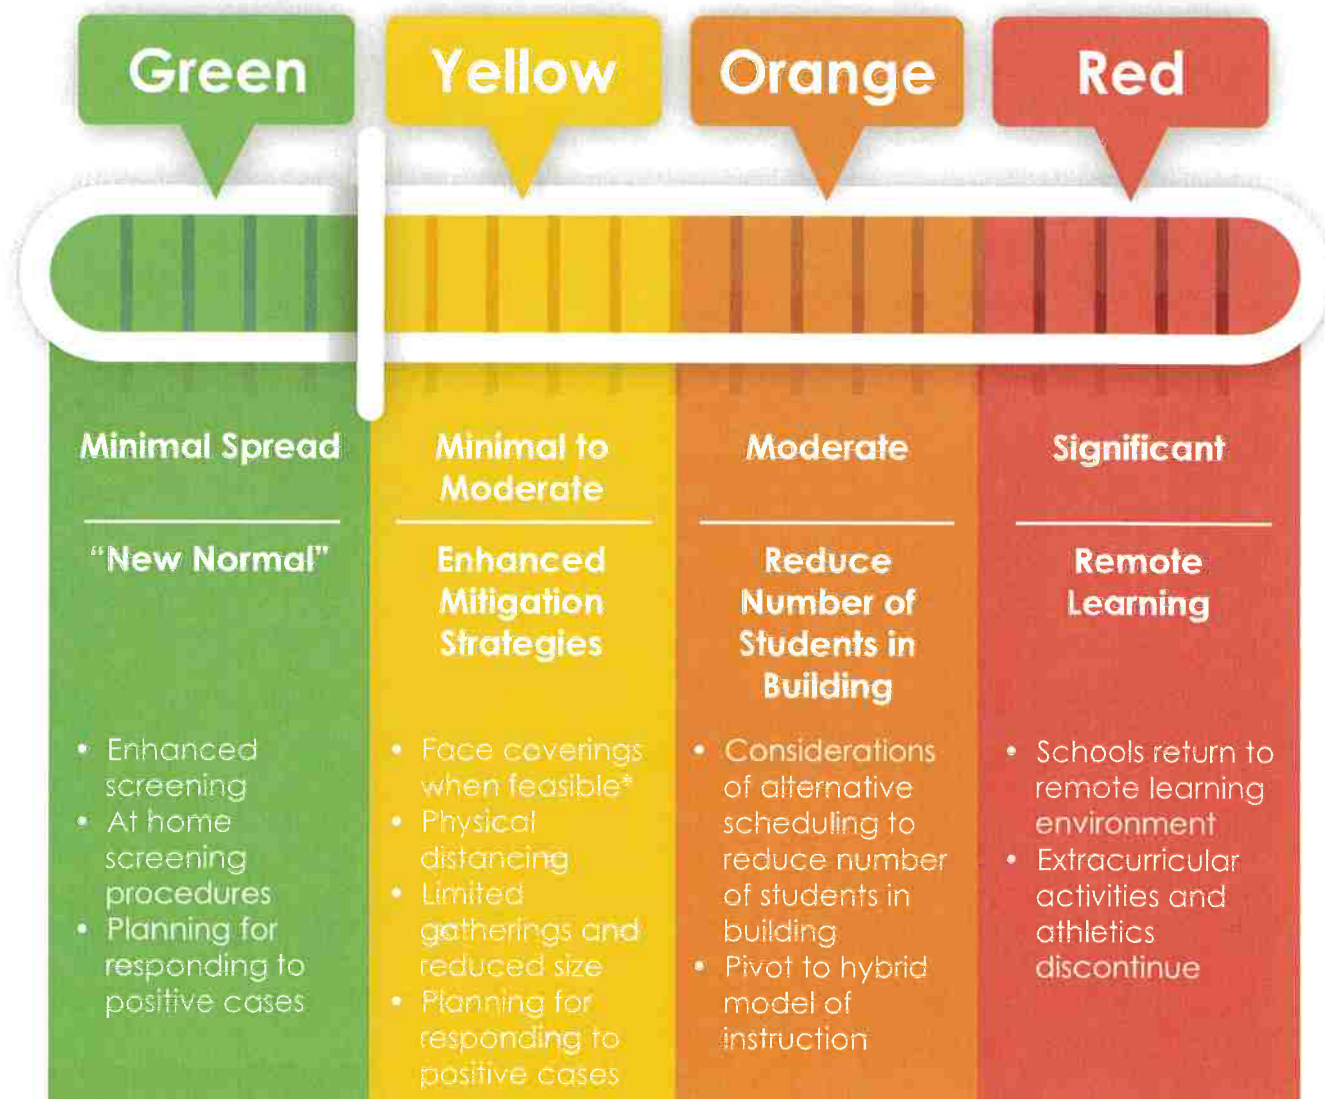 Green
Yellow
Orange
Red
Minimal Spread
"New Normal"
• Enhanced
screening
• At home
screening
procedures
• Planning for
responding to
positive cases
Minimal to
Moderate
Enhanced
Mitigation
Strategies
• Face coverings
when feasible*
• Physical
distancing
• Limited
gatherings and
reduced size
• Planning for
responding to
positive cases
Moderate
Reduce
Number of
Students in
Building
• Considerations
of alternative
scheduling to
reduce number
of students in
building
• Pivot to hybrid
model of
instruction
Significant
Remote
Learning
• Schools return to
remote learning
environment
• Extracurricular
activities and
athletics
discontinue